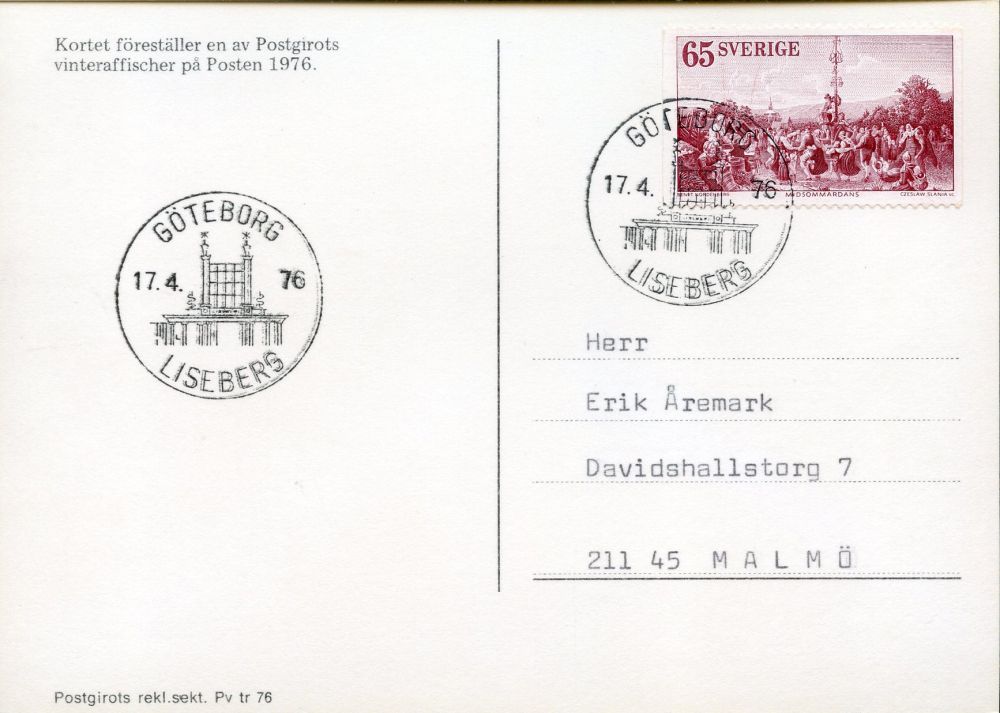 Kortet föreställer en av Postgirots
vinteraffischer på Posten 1976.
65 SVERIGE
MIDSOMMARDANS
CZESLAW SLANIA SC.
GÖTEBORG
17.4. 76
LISEBERG
GÖTEBORG
17.4. 76
LISEBERG
Herr
Erik Åremark
Davidshallstorg 7
211 45 M A L M Ö
Postgirots rekl.sekt. Pv tr 76